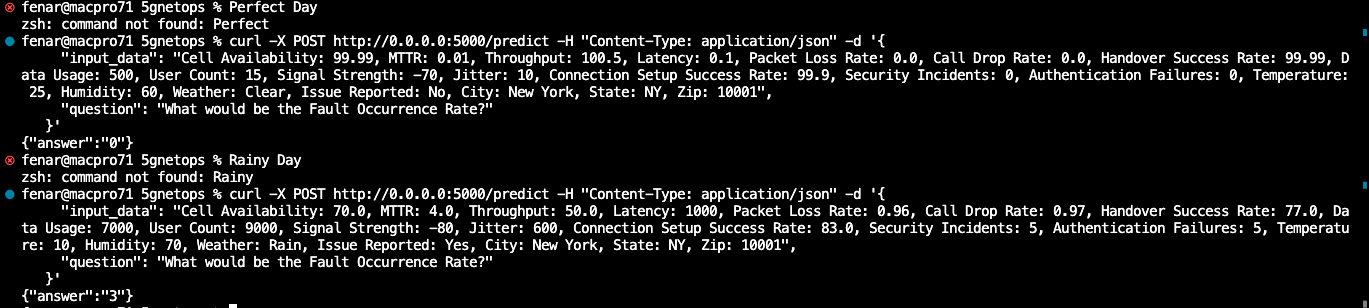 fenar@macpro71 5gnetops % Perfect Day
zsh: command not found: Perfect
fenar@macpro71 5gnetops % curl -X POST http://0.0.0.0:5000/predict -H "Content-Type: application/json" -d '{
"input_data": "Cell Availability: 99.99, MTTR: 0.01, Throughput: 100.5, Latency: 0.1, Packet Loss Rate: 0.0, Call Drop Rate: 0.0, Handover Success Rate: 99.99, D
ata Usage: 500, User Count: 15, Signal Strength: -70, Jitter: 10, Connection Setup Success Rate: 99.9, Security Incidents: 0, Authentication Failures: 0, Temperature:
25, Humidity: 60, Weather: Clear, Issue Reported: No, City: New York, State: NY, Zip: 10001",
"question": "What would be the Fault Occurrence Rate?"
}'
{"answer":"0"}
fenar@macpro71 5gnetops % Rainy Day
zsh: command not found: Rainy
fenar@macpro71 5gnetops % curl -X POST http://0.0.0.0:5000/predict -H "Content-Type: application/json" -d '{
"input_data": "Cell Availability: 70.0, MTTR: 4.0, Throughput: 50.0, Latency: 1000, Packet Loss Rate: 0.96, Call Drop Rate: 0.97, Handover Success Rate: 77.0, Da
ta Usage: 7000, User Count: 9000, Signal Strength: -80, Jitter: 600, Connection Setup Success Rate: 83.0, Security Incidents: 5, Authentication Failures: 5, Temperatu
re: 10, Humidity: 70, Weather: Rain, Issue Reported: Yes, City: New York, State: NY, Zip: 10001",
"question": "What would be the Fault Occurrence Rate?"
}'
{"answer":"3"}